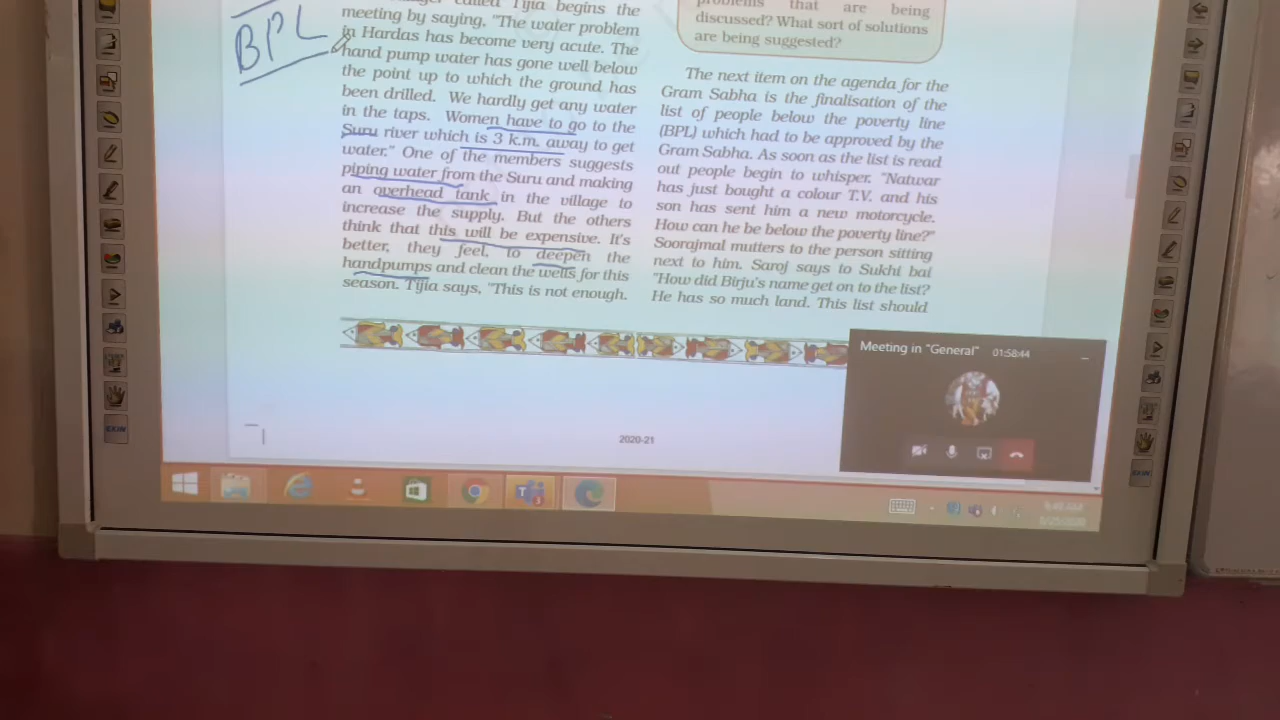 BPL
called Tijia begins the
meeting by saying, "The water problem
in Hardas has become very acute. The
hand pump water has gone well below
the point up to which the ground has
been drilled. We hardly get any water
in the taps. Women have to go to the
Suru river which is 3 k.m. away to get
water." One of the members suggests
piping water from the Suru and making
an overhead tank in the village to
increase the supply. But the others
think that this will be expensive. It's
better, they feel, to deepen the
handpumps and clean the wells for this
season. Tijia says, "This is not enough.
problems that are being
discussed? What sort of solutions
are being suggested?
The next item on the agenda for the
Gram Sabha is the finalisation of the
list of people below the poverty line
(BPL) which had to be approved by the
Gram Sabha. As soon as the list is read
out people begin to whisper. "Natwar
has just bought a colour T.V. and his
son has sent him a new motorcycle.
How can he be below the poverty line?"
Soorajmal mutters to the person sitting
next to him. Saroj says to Sukhi bai
"How did Birju's name get on to the list?
He has so much land. This list should
Meeting in "General" 01:58:44
2020-21